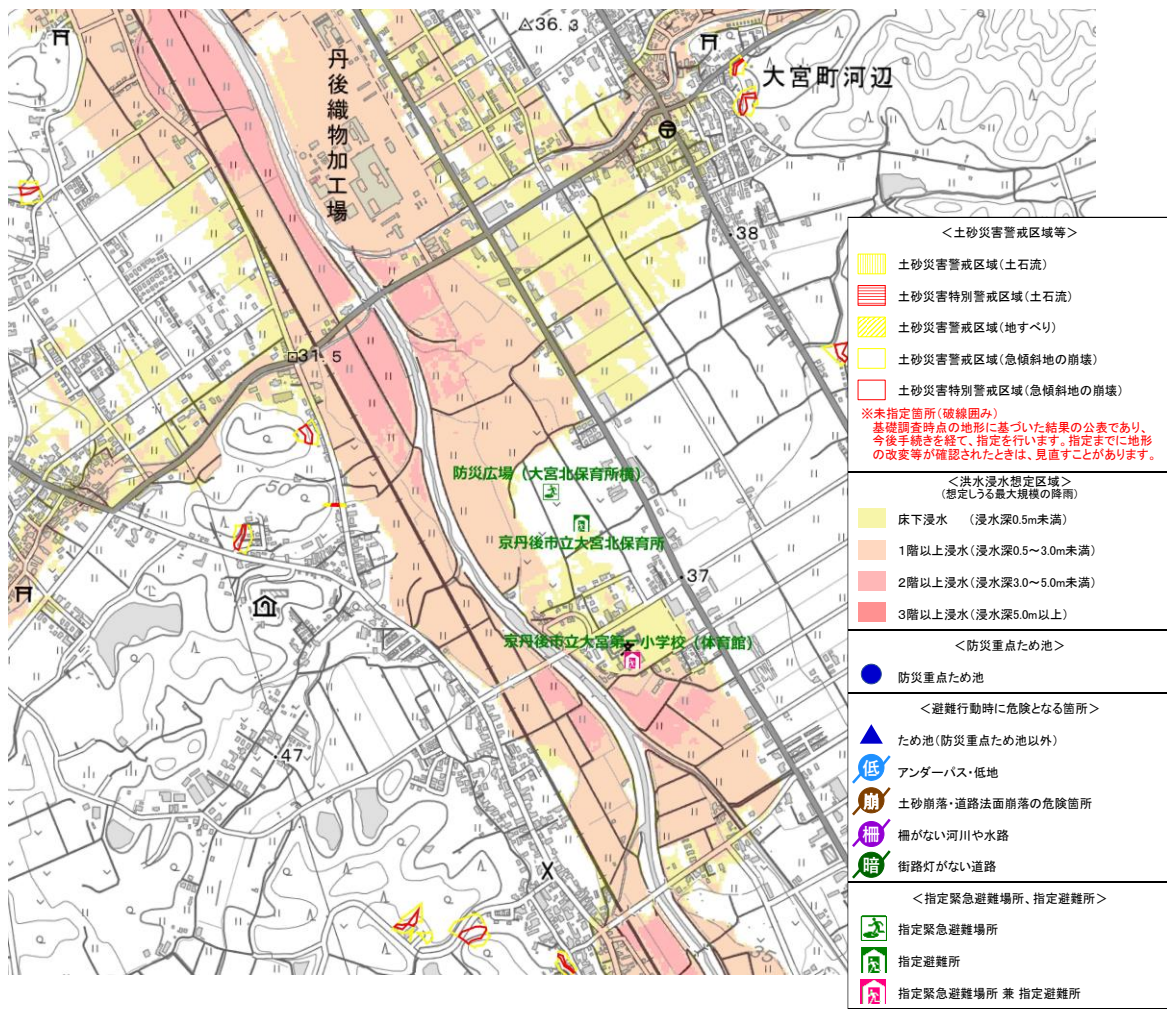 36.3
大宮町河辺
丹後織物加工場
38
31.5
防災広場（大宮北保育所横）
京丹後市立大宮北保育所
50
37
京丹後市立大宮第一小学校（体育館）
47
35
＜土砂災害警戒区域等＞
土砂災害警戒区域（土石流）
土砂災害特別警戒区域（土石流）
土砂災害警戒区域（地すべり）
土砂災害警戒区域（急傾斜地の崩壊）
土砂災害特別警戒区域（急傾斜地の崩壊）
※未指定箇所（破線囲み）
基礎調査時点の地形に基づいた結果の公表であり、
今後手続きを経て、指定を行います。指定までに地形
の改変等が確認されたときは、見直すことがあります。
＜洪水浸水想定区域＞
（想定しうる最大規模の降雨）
床下浸水　（浸水深0.5m未満）
1階以上浸水（浸水深0.5～3.0m未満）
2階以上浸水（浸水深3.0～5.0m未満）
3階以上浸水（浸水深5.0m以上）
＜防災重点ため池＞
防災重点ため池
＜避難行動時に危険となる箇所＞
ため池（防災重点ため池以外）
低 アンダーパス・低地
崩 土砂崩落・道路法面崩落の危険箇所
柵 柵がない河川や水路
暗 街路灯がない道路
＜指定緊急避難場所、指定避難所＞
指定緊急避難場所
指定避難所
指定緊急避難場所 兼 指定避難所